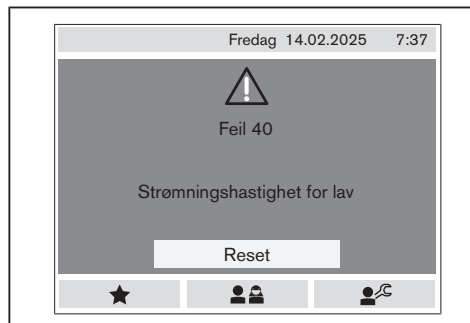 Fredag 14.02.2025 7:37
Feil 40
Strømningshastighet for lav
Reset